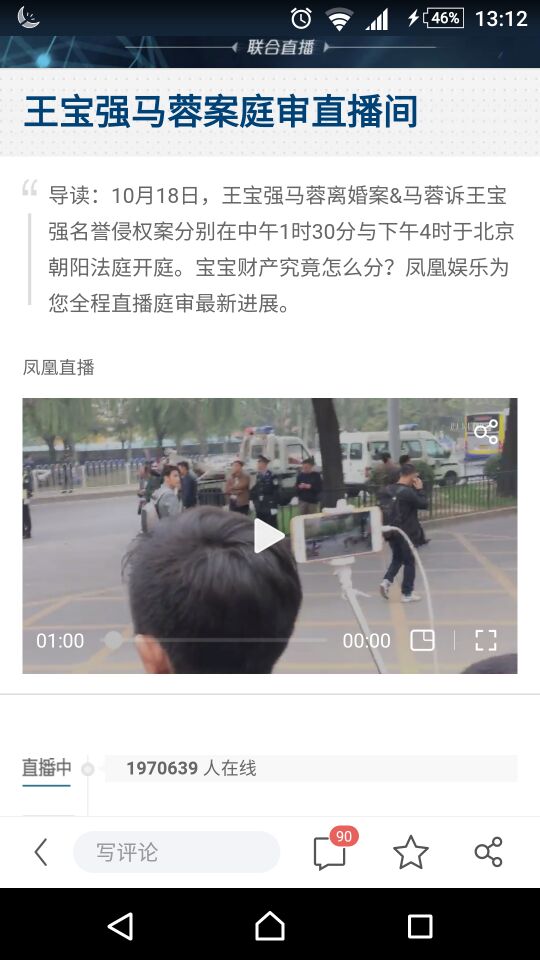 46% 13:12
联合直播
王宝强马蓉案庭审直播间
导读：10月18日，王宝强马蓉离婚案&马蓉诉王宝
强名誉侵权案分别在中午1时30分与下午4时于北京
朝阳法庭开庭。宝宝财产究竟怎么分？凤凰娱乐为
您全程直播庭审最新进展。
凤凰直播
01:00 00:00
直播中 1970639 人在线
写评论 90